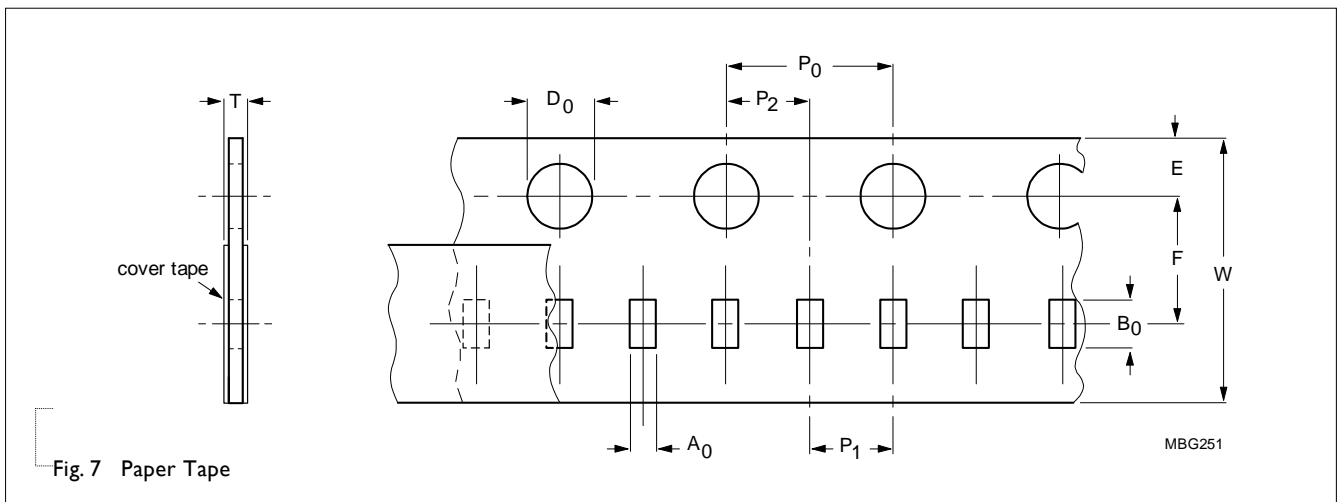 P0
T
D0
P2
E
F
W
cover tape
B0
A0
P1
MBG251
Fig. 7 Paper Tape